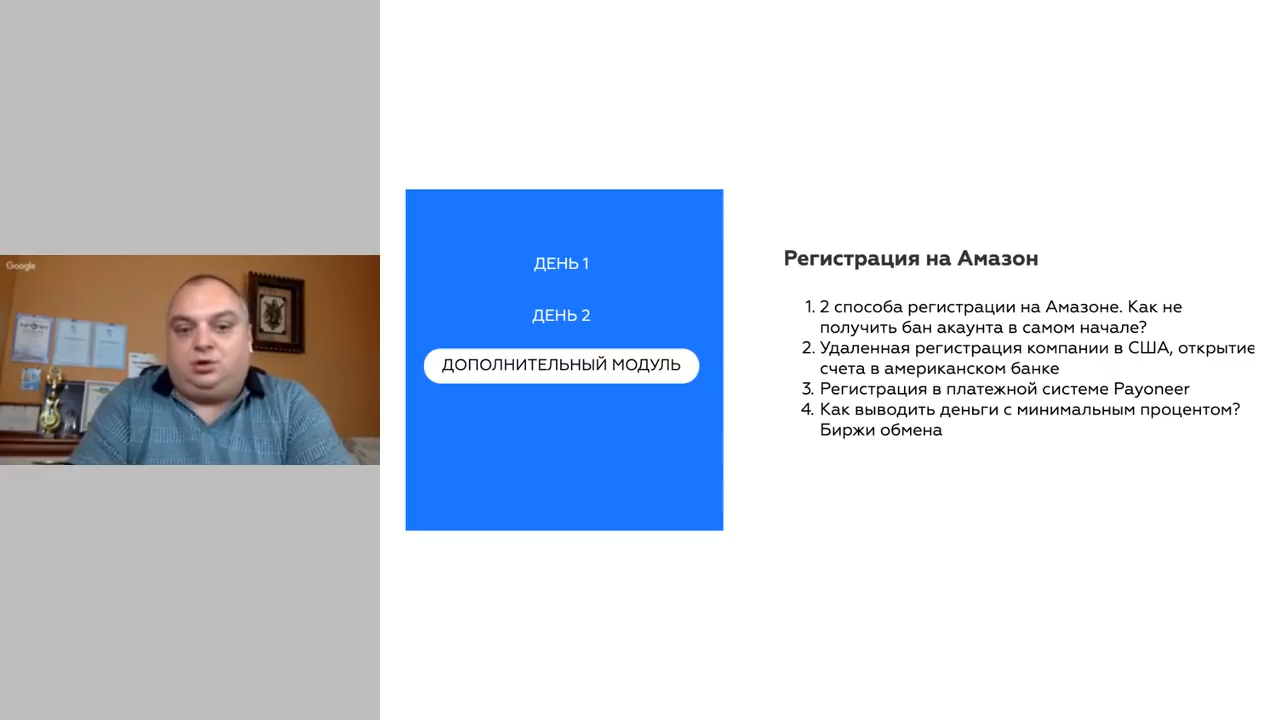 Google
ДЕНЬ 1
ДЕНЬ 2
ДОПОЛНИТЕЛЬНЫЙ МОДУЛЬ
Регистрация на Амазон
1. 2 способа регистрации на Амазоне. Как не
получить бан акаунта в самом начале?
2. Удаленная регистрация компании в США, открытие
счета в американском банке
3. Регистрация в платежной системе Payoneer
4. Как выводить деньги с минимальным процентом?
Биржи обмена